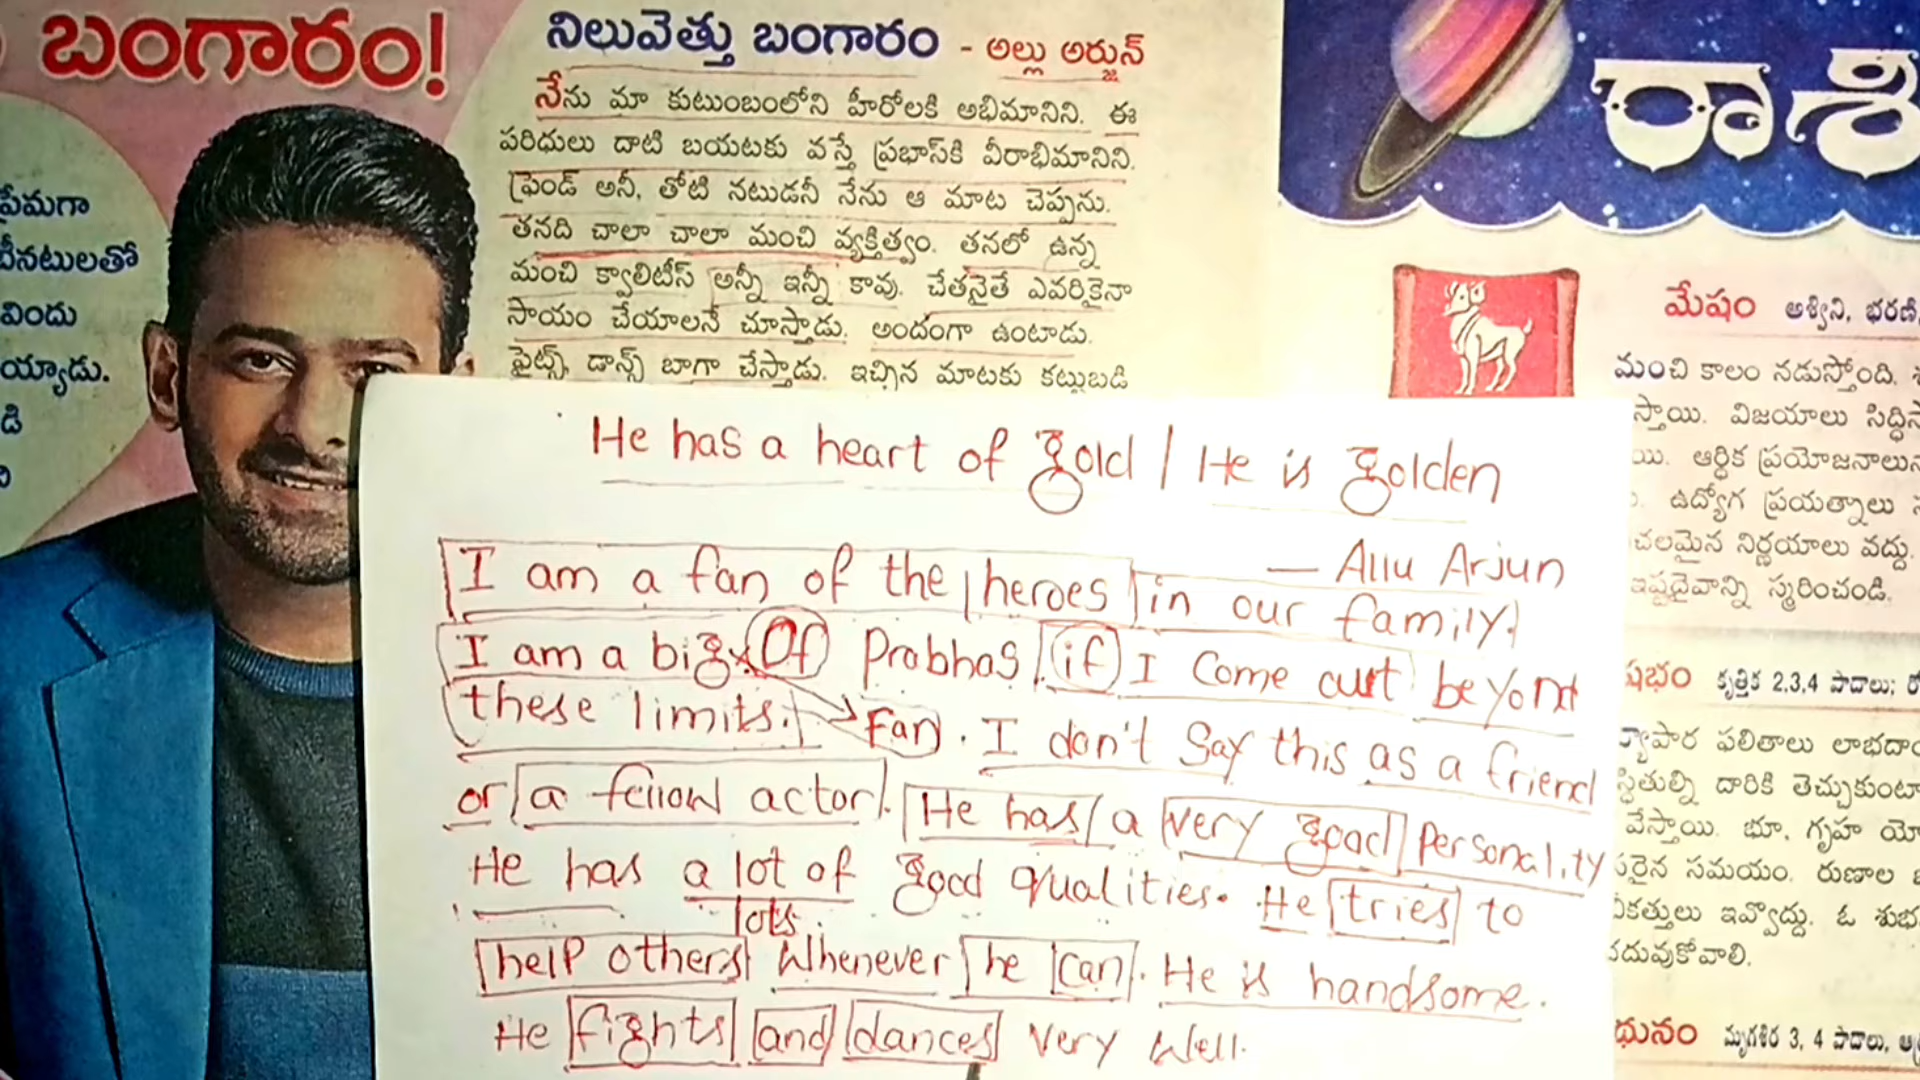 బంగారం!
ప్రేమగా
విందు
య్యాడు.
డి
నిలువెత్తు బంగారం - అల్లు అర్జున్
నేను మా కుటుంబంలోని హీరోలకి అభిమానిని. ఈ
పరిధులు దాటి బయటకు వస్తే ప్రభాస్‌కి వీరాభిమానిని.
ఫ్రెండ్ అనీ, తోటి నటుడనీ నేను ఆ మాట చెప్పను.
తనది చాలా చాలా మంచి వ్యక్తిత్వం. తనలో ఉన్న
మంచి క్వాలిటీస్ అన్నీ ఇన్నీ కావు. చేతనైతే ఎవరికైనా
సాయం చేయాలనే చూస్తాడు. అందంగా ఉంటాడు.
ఫైట్స్, డాన్స్ బాగా చేస్తాడు. ఇచ్చిన మాటకు కట్టుబడి
He has a heart of gold / He is golden
— Allu Arjun
I am a fan of the heroes in our family.
I am a big Of Prabhas if I come out beyond
these limits. Fan. I don't say this as a friend
or a fellow actor. He has a very good personality
He has a lot of good qualities. He tries to
lots
help others whenever he can. He is handsome.
He fights and dances very well.
రాశి
మేషం అశ్విని, భరణి,
మంచి కాలం నడుస్తోంది.
స్తాయి. విజయాలు సిద్ధిస
యి. ఆర్థిక ప్రయోజనాలున
ఉద్యోగ ప్రయత్నాలు
చలమైన నిర్ణయాలు వద్దు.
ఇష్టదైవాన్ని స్మరించండి.
షభం కృత్తిక 2,3,4 పాదాలు; రో
వ్యాపార ఫలితాలు లాభదా
స్థితుల్ని దారికి తెచ్చుకుంటా
వేస్తాయి. భూ, గృహ యో
సరైన సమయం. రుణాల
కత్తులు ఇవ్వొద్దు. ఓ శుభ
చదువుకోవాలి.
థునం మృగశిర 3, 4 పాదాలు,